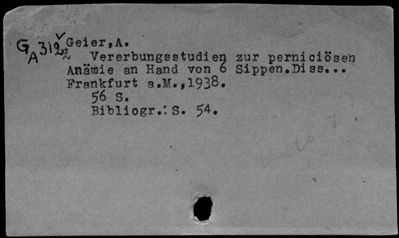 GA312 Geier,A.
Vererbungsstudien zur perniciösen
Anämie an Hand von 6 Sippen.Diss...
Frankfurt a.M.,1938.
56 S.
Bibliogr.:S. 54.